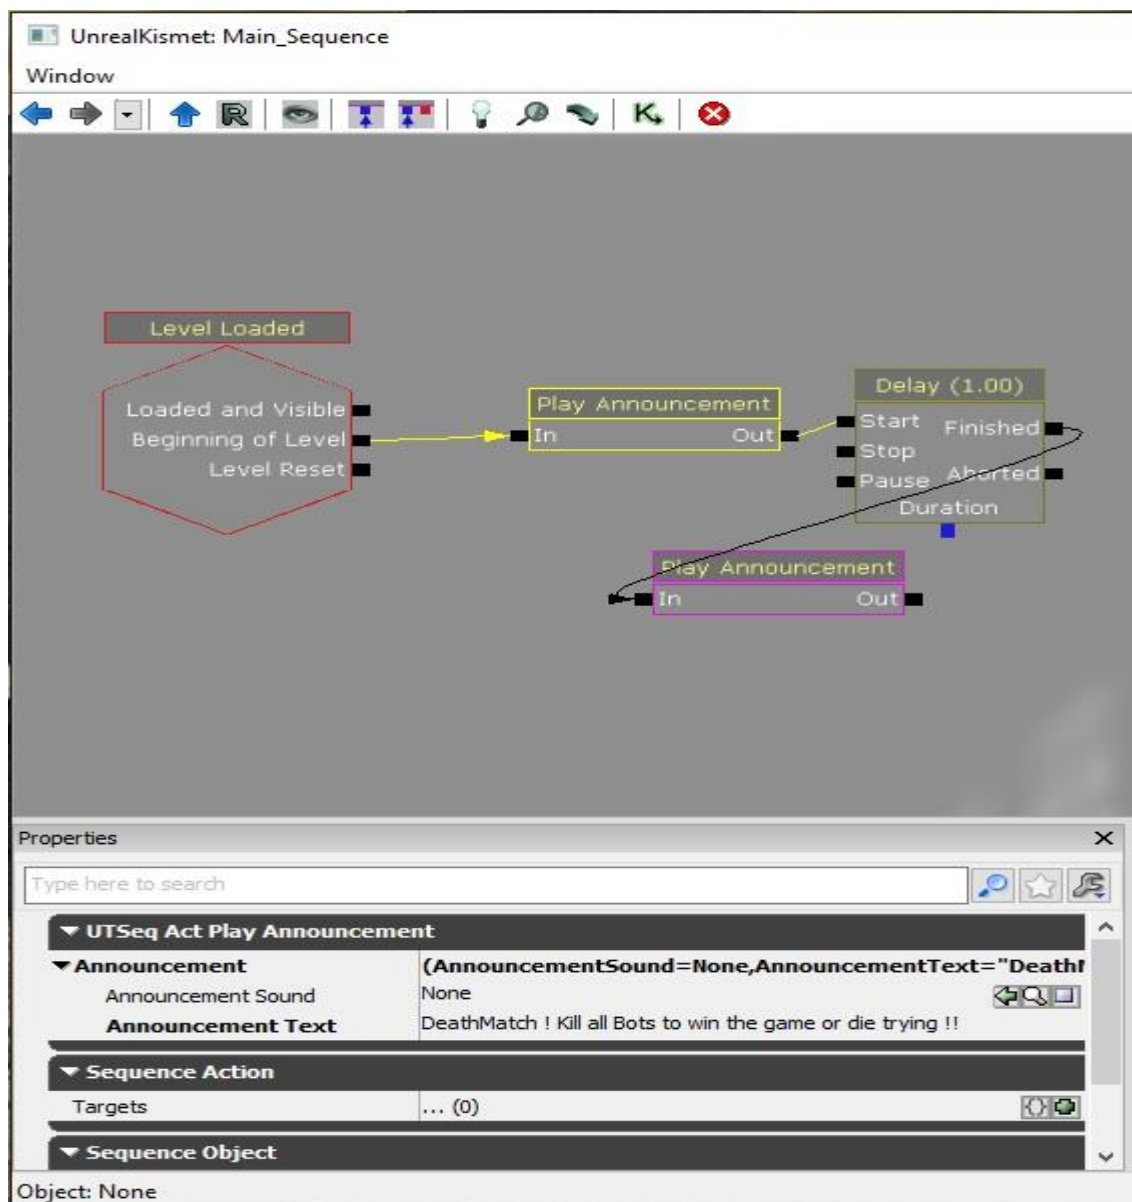 UnrealKismet: Main_Sequence
Window
Level Loaded
Loaded and Visible
Beginning of Level
Level Reset
Play Announcement
In Out
Delay (1.00)
Start Finished
Stop
Pause Aborted
Duration
Play Announcement
In Out
Properties
Type here to search
UTSeq Act Play Announcement
Announcement (AnnouncementSound=None,AnnouncementText="Death
Announcement Sound None
Announcement Text DeathMatch ! Kill all Bots to win the game or die trying !!
Sequence Action
Targets ... (0)
Sequence Object
Object: None